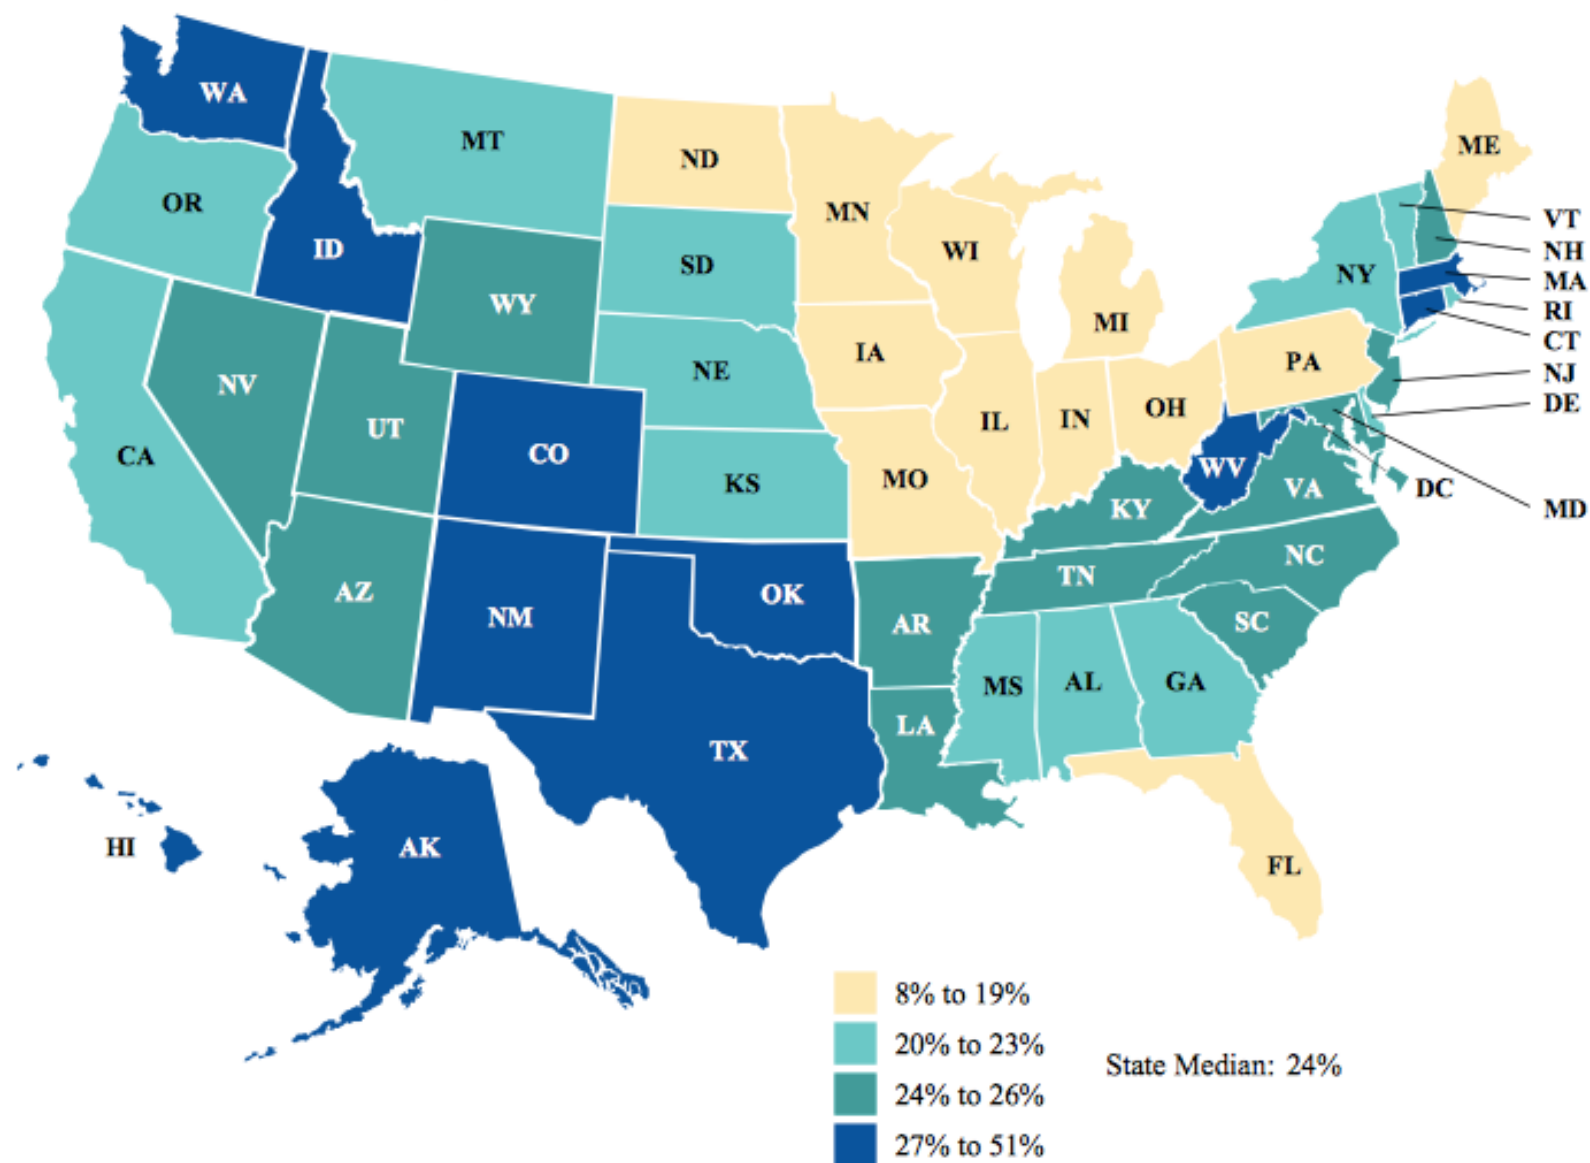 WA
MT
ND
ME
MN
OR
VT
ID
NH
WI
SD
NY
MA
WY
RI
MI
CT
IA
PA
NE
NJ
NV
DE
OH
IL
IN
UT
CO
CA
WV
MO
KS
VA
DC
KY
MD
NC
TN
AZ
OK
NM
AR
SC
MS
AL
GA
LA
TX
HI
AK
FL
8% to 19%
20% to 23%
State Median: 24%
24% to 26%
27% to 51%